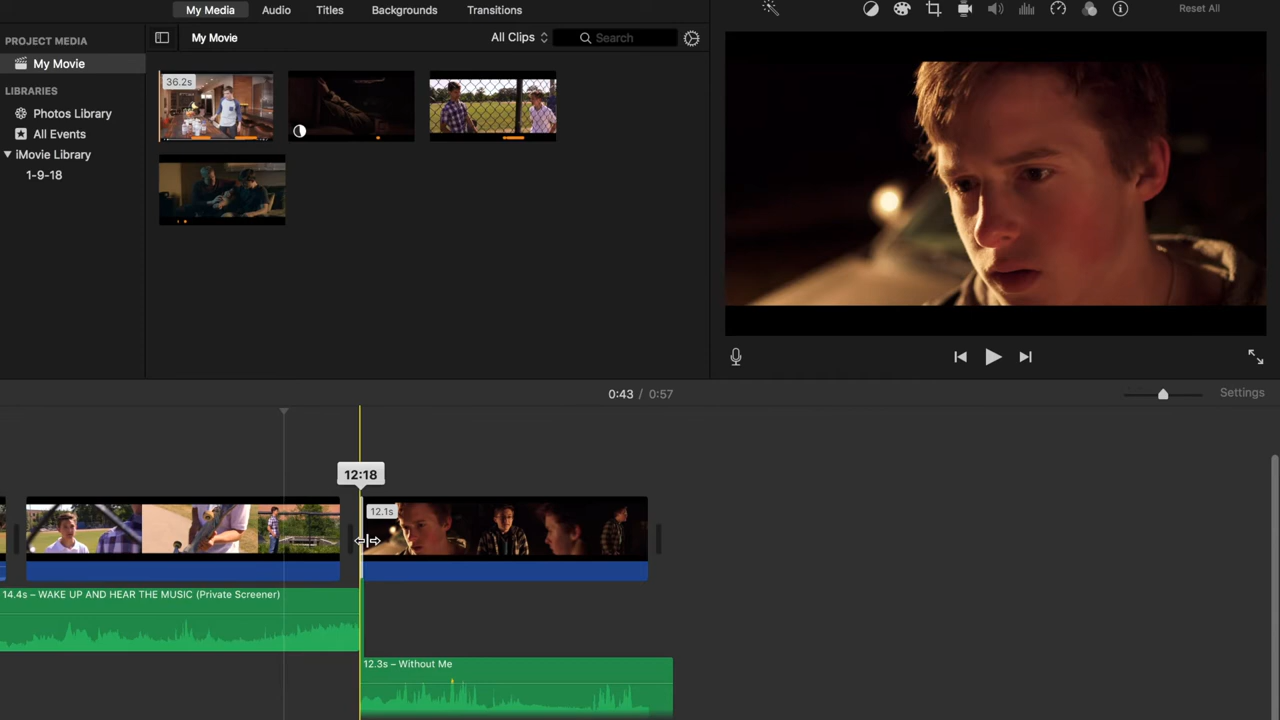 My Media Audio Titles Backgrounds Transitions
Reset All
PROJECT MEDIA
My Movie
LIBRARIES
Photos Library
All Events
iMovie Library
1-9-18
My Movie
All Clips
Search
36.2s
0:43 / 0:57
Settings
12:18
12.1s
14.4s – WAKE UP AND HEAR THE MUSIC (Private Screener)
12.3s – Without Me